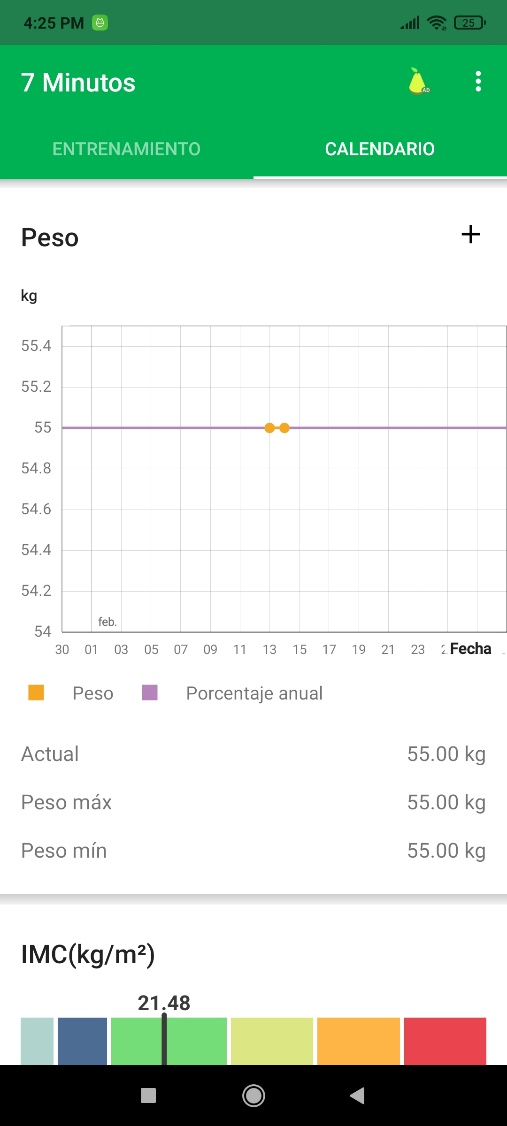 4:25 PM 25
7 Minutos
AD
ENTRENAMIENTO CALENDARIO
Peso +
kg
55.4
55.2
55
54.8
54.6
54.4
54.2
54
feb.
30 01 03 05 07 09 11 13 15 17 19 21 23 Fecha
Peso Porcentaje anual
Actual 55.00 kg
Peso máx 55.00 kg
Peso mín 55.00 kg
IMC(kg/m²)
21.48